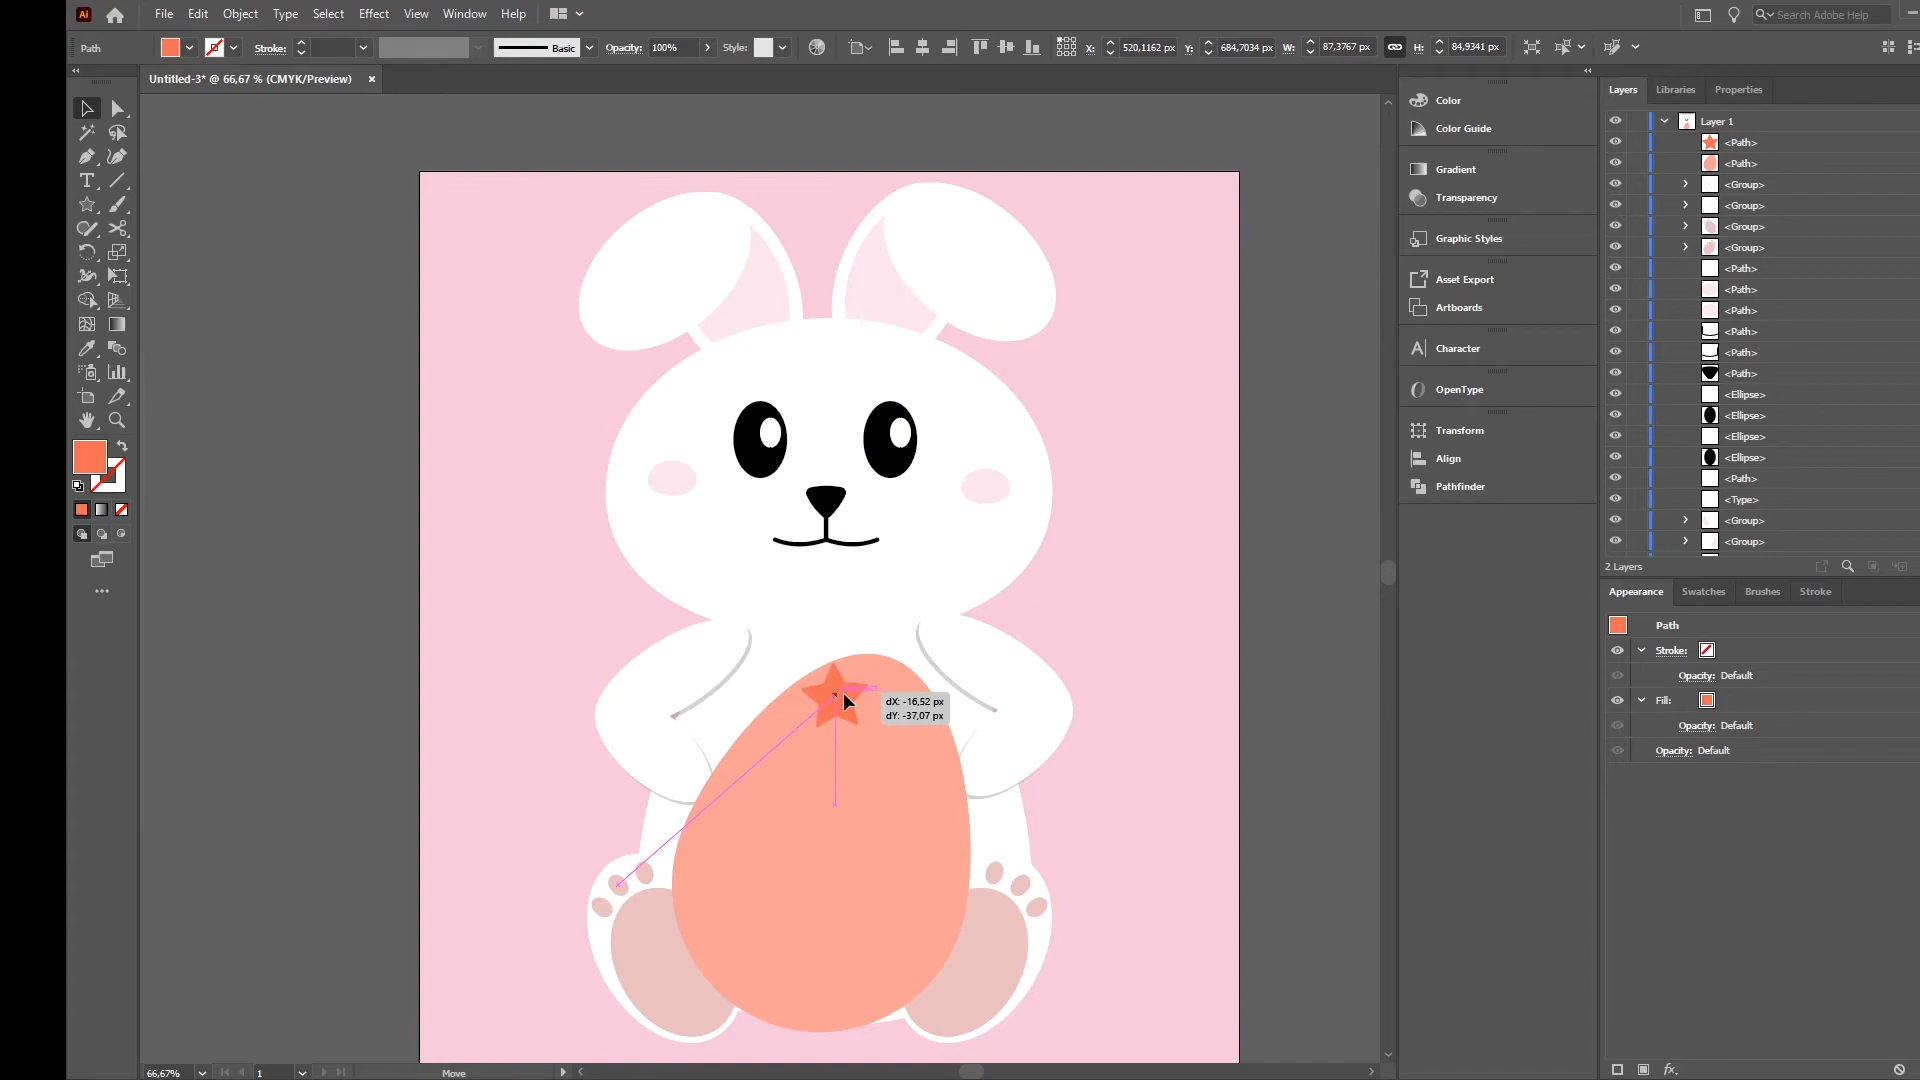 Ai File Edit Object Type Select Effect View Window Help Search Adobe Help
Path Stroke: Basic Opacity: 100% Style: X: 520,1162 px Y: 684,7034 px W: 87,3767 px H: 84,9341 px
Untitled-3* @ 66,67 % (CMYK/Preview)
Color
Color Guide
Gradient
Transparency
Graphic Styles
Asset Export
Artboards
Character
OpenType
Transform
Align
Pathfinder
Layers Libraries Properties
Layer 1
<Path>
<Path>
<Group>
<Group>
<Group>
<Group>
<Path>
<Path>
<Path>
<Path>
<Path>
<Path>
<Ellipse>
<Ellipse>
<Ellipse>
<Ellipse>
<Path>
<Type>
<Group>
<Group>
2 Layers
Appearance Swatches Brushes Stroke
Path
Stroke:
Opacity: Default
Fill:
Opacity: Default
Opacity: Default
dX: -16,52 px
dY: -37,07 px
66,67% 1 Move
fx.